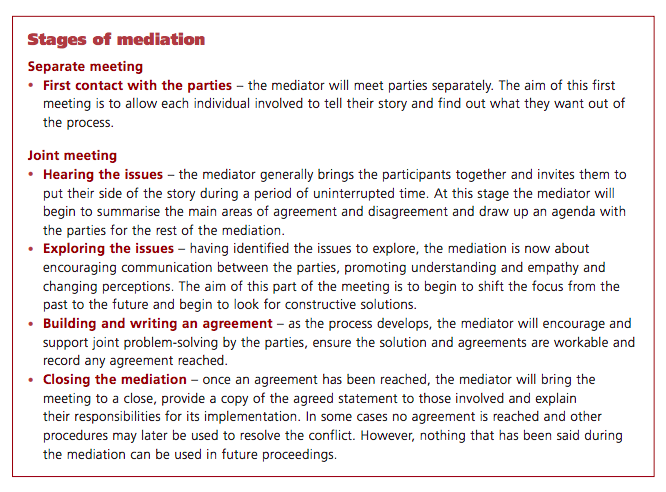 Stages of mediation
Separate meeting
• First contact with the parties – the mediator will meet parties separately. The aim of this first
meeting is to allow each individual involved to tell their story and find out what they want out of
the process.
Joint meeting
• Hearing the issues – the mediator generally brings the participants together and invites them to
put their side of the story during a period of uninterrupted time. At this stage the mediator will
begin to summarise the main areas of agreement and disagreement and draw up an agenda with
the parties for the rest of the mediation.
• Exploring the issues – having identified the issues to explore, the mediation is now about
encouraging communication between the parties, promoting understanding and empathy and
changing perceptions. The aim of this part of the meeting is to begin to shift the focus from the
past to the future and begin to look for constructive solutions.
• Building and writing an agreement – as the process develops, the mediator will encourage and
support joint problem-solving by the parties, ensure the solution and agreements are workable and
record any agreement reached.
• Closing the mediation – once an agreement has been reached, the mediator will bring the
meeting to a close, provide a copy of the agreed statement to those involved and explain
their responsibilities for its implementation. In some cases no agreement is reached and other
procedures may later be used to resolve the conflict. However, nothing that has been said during
the mediation can be used in future proceedings.